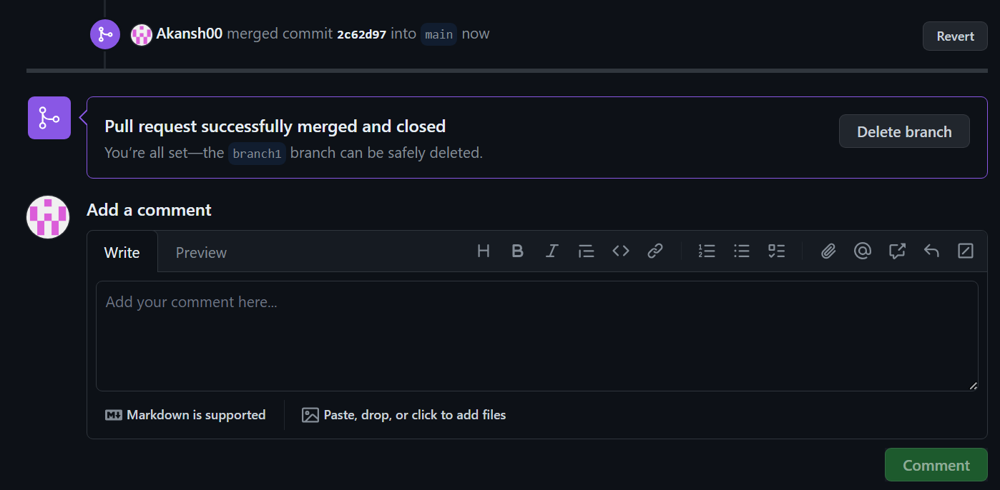 Akansh00 merged commit 2c62d97 into main now
Revert
Pull request successfully merged and closed
You're all set—the branch1 branch can be safely deleted.
Delete branch
Add a comment
Write
Preview
Add your comment here...
Markdown is supported
Paste, drop, or click to add files
Comment